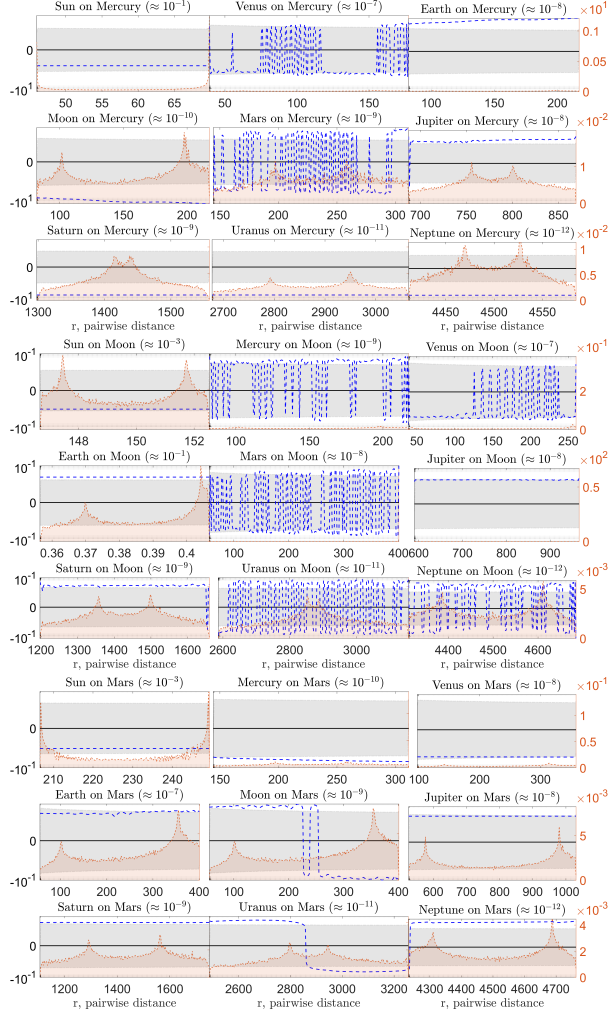 Sun on Mercury (≈ 10⁻¹) Venus on Mercury (≈ 10⁻⁷) Earth on Mercury (≈ 10⁻⁸) ×10¹
0 -10¹ 50 55 60 65 50 100 150 100 150 200 0.1 0.05 0
Moon on Mercury (≈ 10⁻¹⁰) Mars on Mercury (≈ 10⁻⁹) Jupiter on Mercury (≈ 10⁻⁸) ×10⁻²
0 -10¹ 100 150 200 150 200 250 300 700 750 800 850 1 0
Saturn on Mercury (≈ 10⁻⁹) Uranus on Mercury (≈ 10⁻¹¹) Neptune on Mercury (≈ 10⁻¹²) ×10⁻²
0 -10¹ 1300 1400 1500 2700 2800 2900 3000 4450 4500 4550 1 0.5 0
r, pairwise distance r, pairwise distance r, pairwise distance
Sun on Moon (≈ 10⁻³) Mercury on Moon (≈ 10⁻⁹) Venus on Moon (≈ 10⁻⁷) ×10⁻¹
10⁻¹ 0 -10⁻¹ 148 150 152 100 150 200 50 100 150 200 250 2 0
Earth on Moon (≈ 10⁻¹) Mars on Moon (≈ 10⁻⁸) Jupiter on Moon (≈ 10⁻⁸) ×10²
10⁻¹ 0 -10⁻¹ 0.36 0.37 0.38 0.39 0.4 100 200 300 400 600 700 800 900 0.5 0
Saturn on Moon (≈ 10⁻⁹) Uranus on Moon (≈ 10⁻¹¹) Neptune on Moon (≈ 10⁻¹²) ×10⁻³
10⁻¹ 0 -10⁻¹ 1200 1300 1400 1500 1600 2600 2800 3000 4400 4500 4600 5 0
r, pairwise distance r, pairwise distance r, pairwise distance
Sun on Mars (≈ 10⁻³) Mercury on Mars (≈ 10⁻¹⁰) Venus on Mars (≈ 10⁻⁸) ×10⁻¹
0 -10⁻¹ 210 220 230 240 150 200 250 300 100 200 300 1 0.5 0
Earth on Mars (≈ 10⁻⁷) Moon on Mars (≈ 10⁻⁹) Jupiter on Mars (≈ 10⁻⁸) ×10⁻³
0 -10⁻¹ 100 200 300 400 100 200 300 400 600 700 800 900 1000 5 0
Saturn on Mars (≈ 10⁻⁹) Uranus on Mars (≈ 10⁻¹¹) Neptune on Mars (≈ 10⁻¹²) ×10⁻³
0 -10⁻¹ 1200 1400 1600 2600 2800 3000 3200 4300 4400 4500 4600 4700 4 2 0
r, pairwise distance r, pairwise distance r, pairwise distance